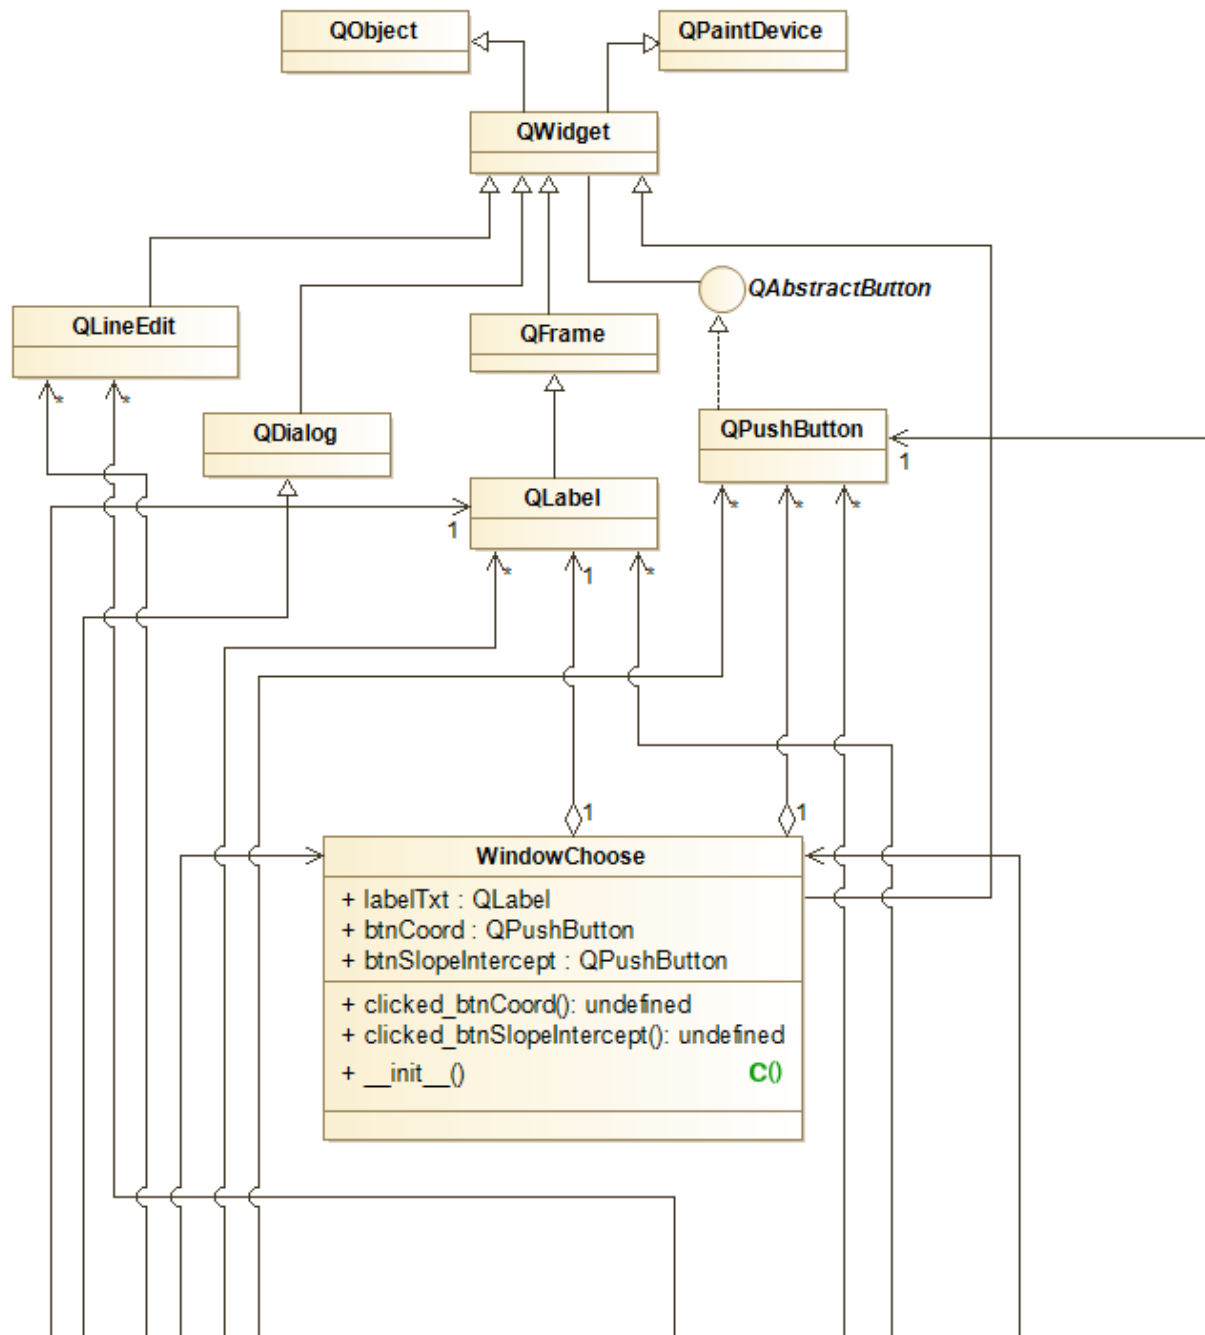 QObject
QPaintDevice
QWidget
QAbstractButton
QLineEdit
QFrame
* *
QDialog
QPushButton
1
QLabel
1
* * *
* 1 *
1 1
WindowChoose
+ labelTxt : QLabel
+ btnCoord : QPushButton
+ btnSlopeIntercept : QPushButton
+ clicked_btnCoord(): undefined
+ clicked_btnSlopeIntercept(): undefined
+ __init__() C()